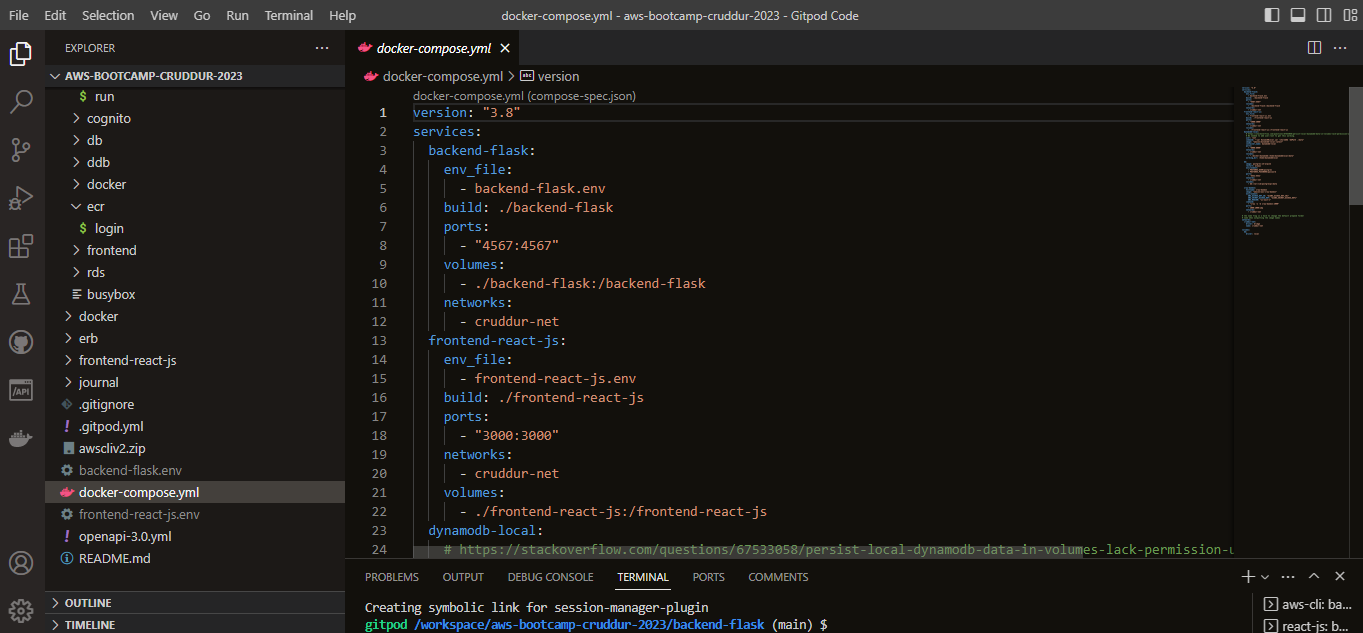 File Edit Selection View Go Run Terminal Help docker-compose.yml - aws-bootcamp-cruddur-2023 - Gitpod Code
EXPLORER
AWS-BOOTCAMP-CRUDDUR-2023
$ run
cognito
db
ddb
docker
ecr
$ login
frontend
rds
busybox
docker
erb
frontend-react-js
journal
.gitignore
! .gitpod.yml
awscliv2.zip
backend-flask.env
docker-compose.yml
frontend-react-js.env
! openapi-3.0.yml
README.md
OUTLINE
TIMELINE
/API
docker-compose.yml
docker-compose.yml > abc version
docker-compose.yml (compose-spec.json)
1 version: "3.8"
2 services:
3 backend-flask:
4 env_file:
5 - backend-flask.env
6 build: ./backend-flask
7 ports:
8 - "4567:4567"
9 volumes:
10 - ./backend-flask:/backend-flask
11 networks:
12 - cruddur-net
13 frontend-react-js:
14 env_file:
15 - frontend-react-js.env
16 build: ./frontend-react-js
17 ports:
18 - "3000:3000"
19 networks:
20 - cruddur-net
21 volumes:
22 - ./frontend-react-js:/frontend-react-js
23 dynamodb-local:
24 # https://stackoverflow.com/questions/67533058/persist-local-dynamodb-data-in-volumes-lack-permission-u
PROBLEMS OUTPUT DEBUG CONSOLE TERMINAL PORTS COMMENTS
Creating symbolic link for session-manager-plugin
gitpod /workspace/aws-bootcamp-cruddur-2023/backend-flask (main) $
aws-cli: ba...
react-js: b...